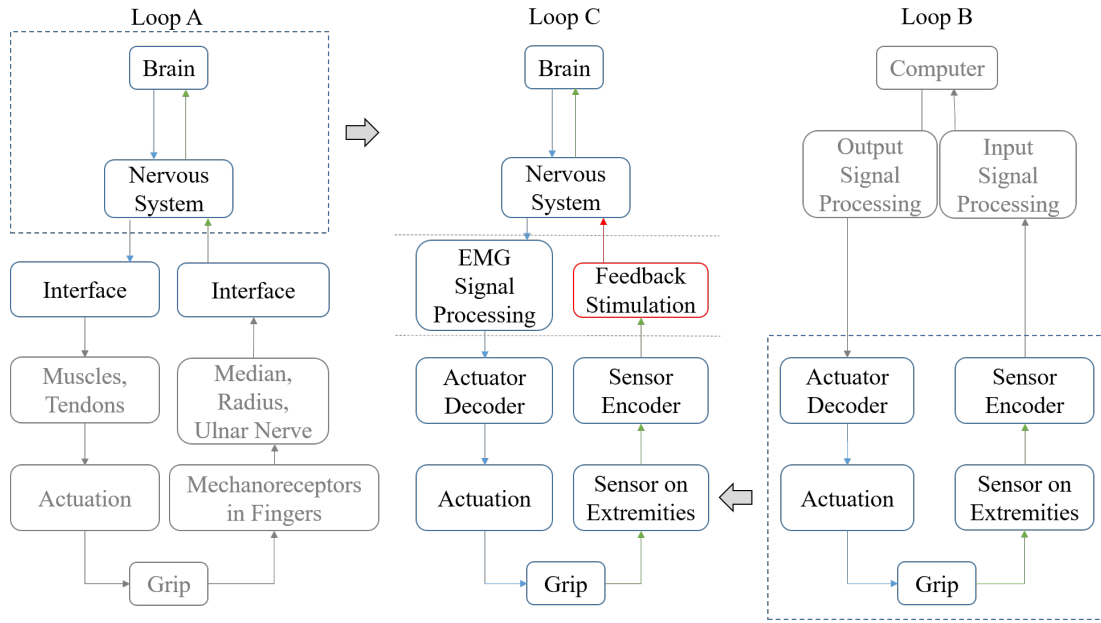 Loop A
Brain
Nervous
System
Interface
Interface
Muscles,
Tendons
Median,
Radius,
Ulnar Nerve
Actuation
Mechanoreceptors
in Fingers
Grip
Loop C
Brain
Nervous
System
EMG
Signal
Processing
Feedback
Stimulation
Actuator
Decoder
Sensor
Encoder
Actuation
Sensor on
Extremities
Grip
Loop B
Computer
Output
Signal
Processing
Input
Signal
Processing
Actuator
Decoder
Sensor
Encoder
Actuation
Sensor on
Extremities
Grip